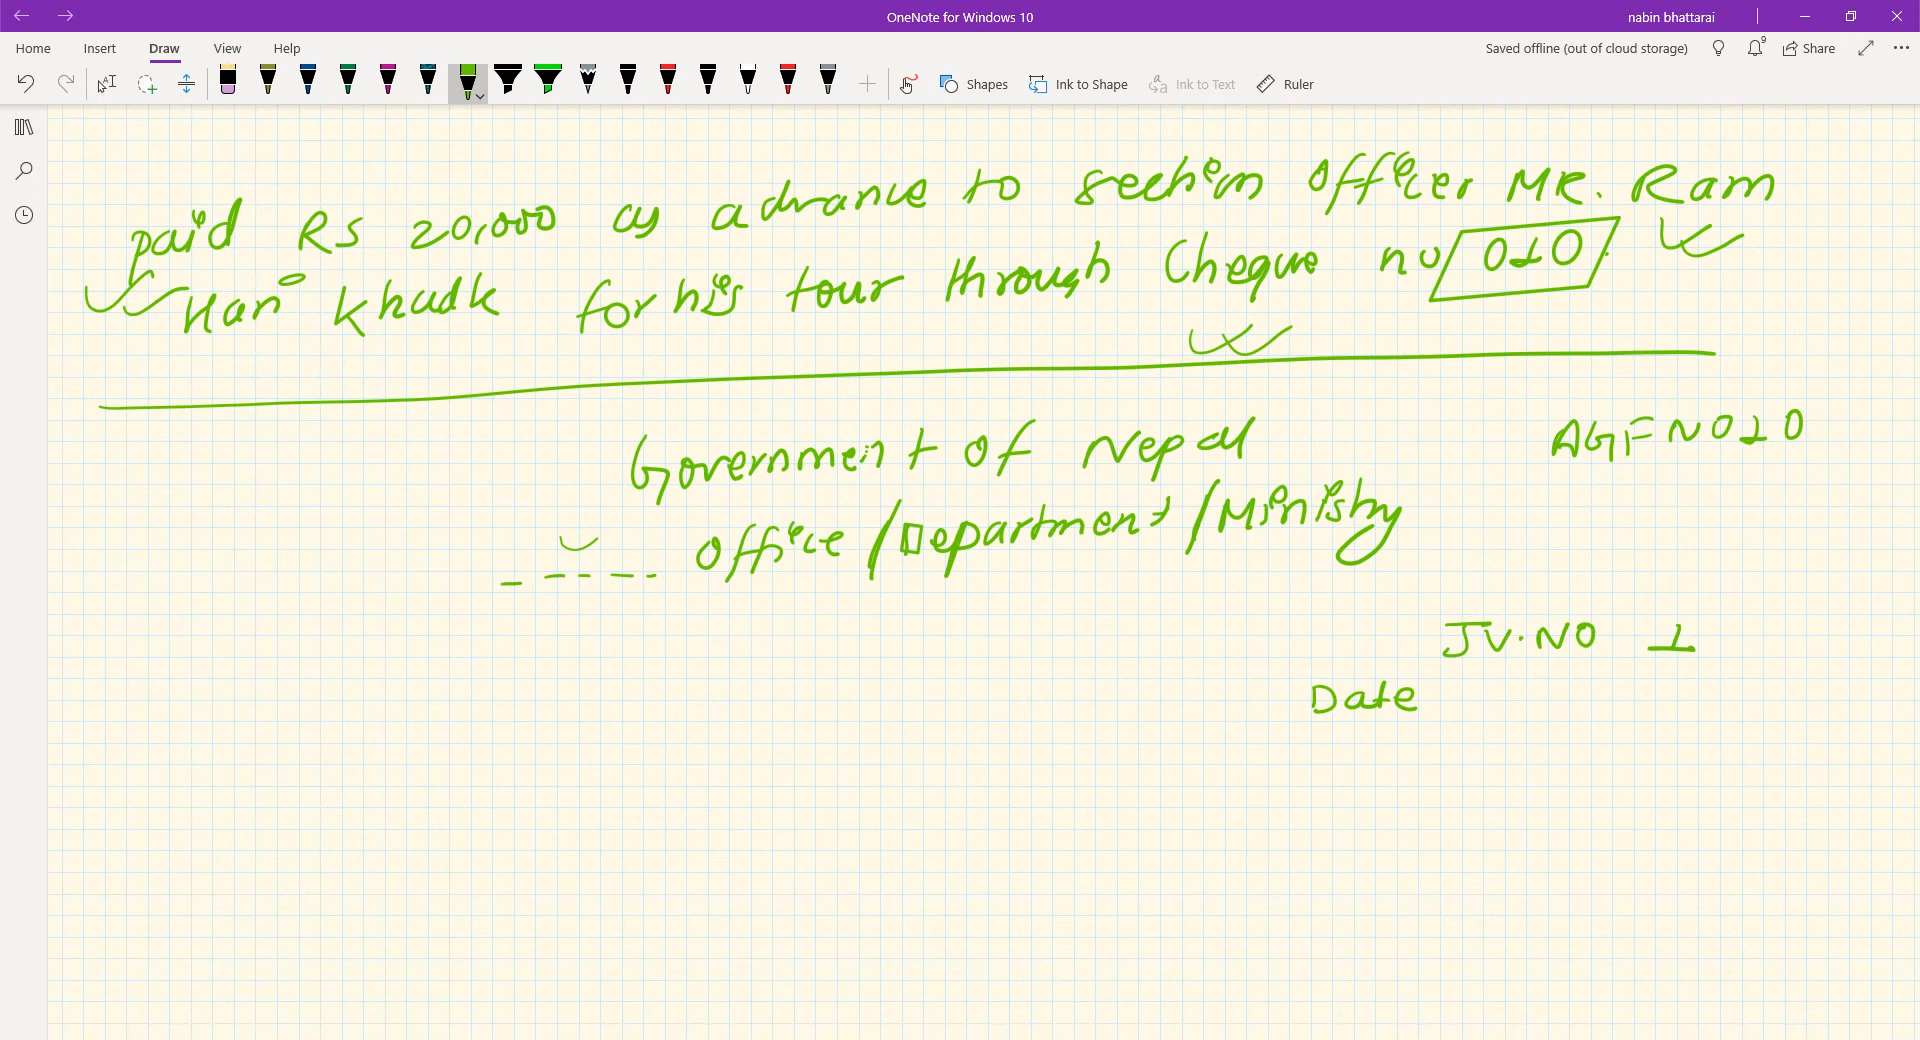 OneNote for Windows 10
nabin bhattarai
Home Insert Draw View Help
Saved offline (out of cloud storage)
9
Share
Shapes Ink to Shape Ink to Text Ruler
paid Rs 20,000 as advance to section officer MR. Ram
Hari Khadk for his tour through Cheque no 010
Government of Nepal
AGF NO 10
office / Department / Ministry
JV. NO 1
Date